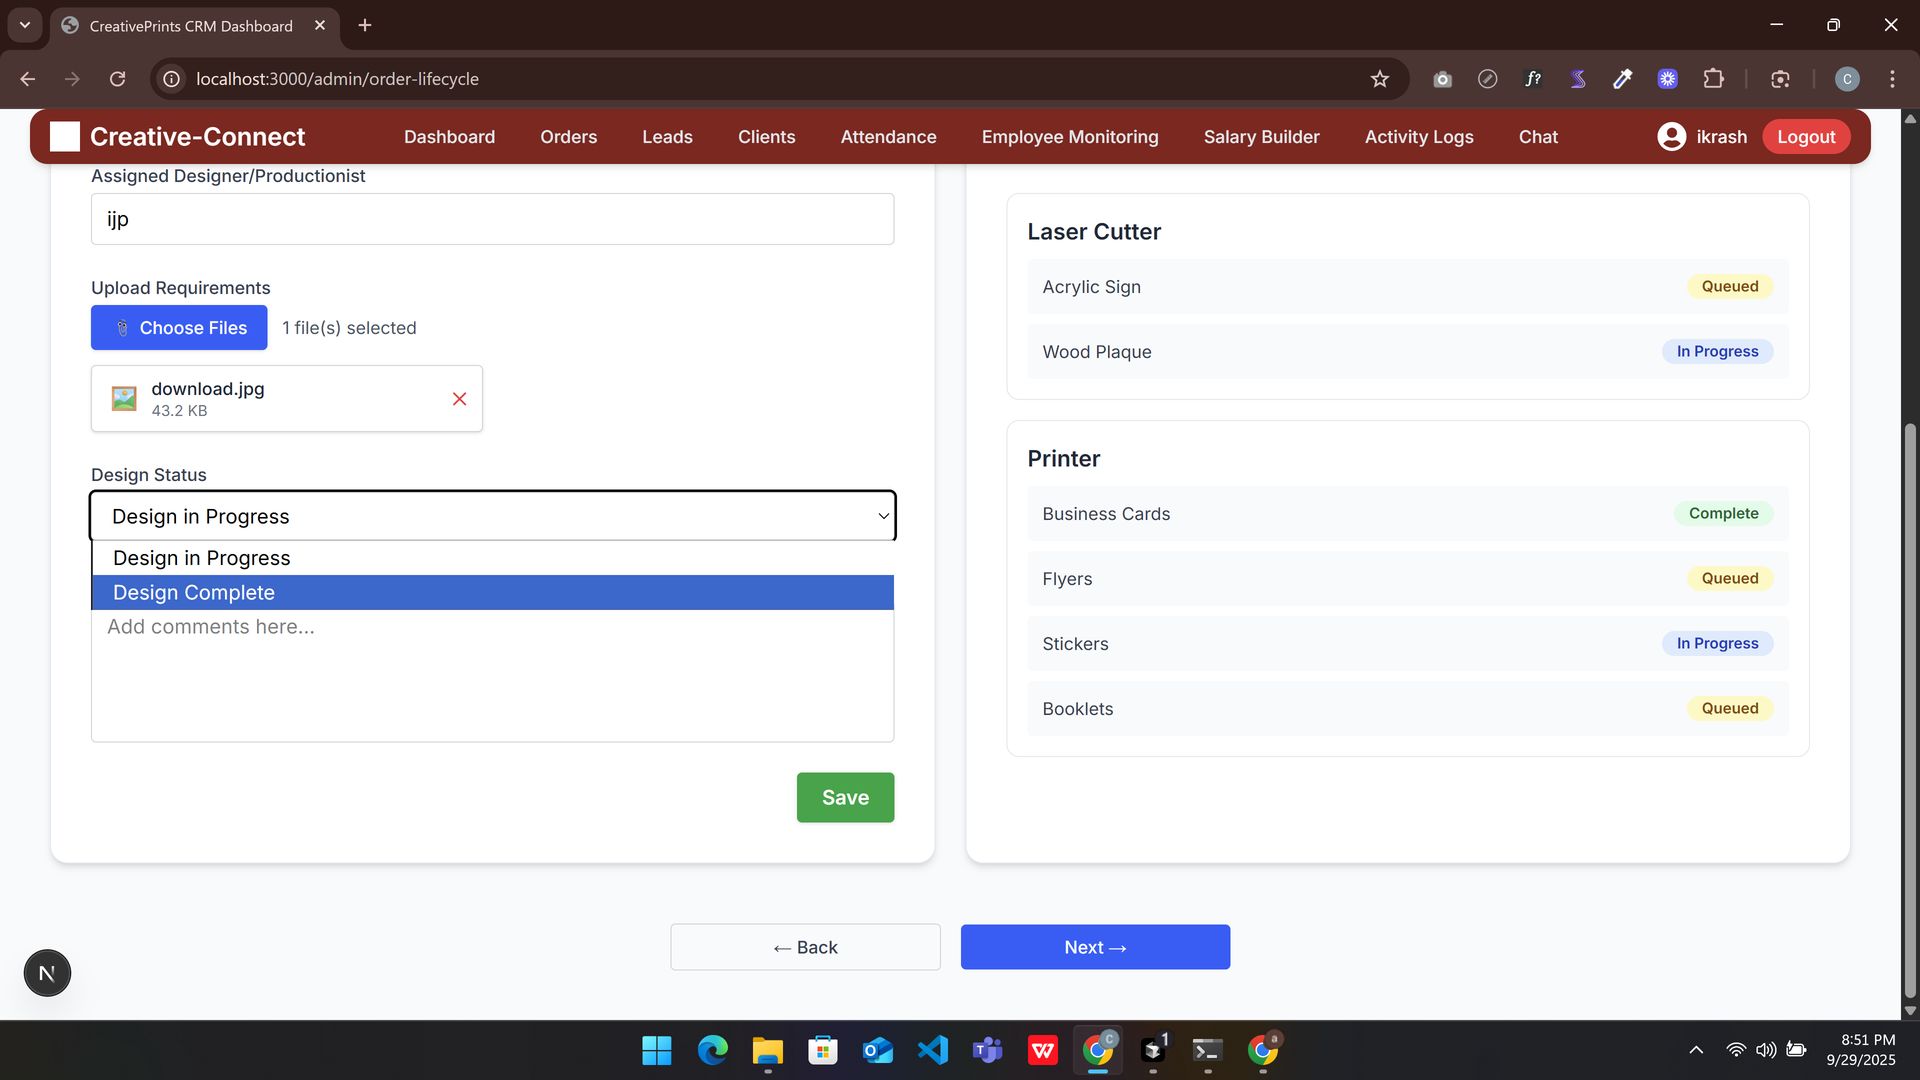 CreativePrints CRM Dashboard
localhost:3000/admin/order-lifecycle
f?
C
Creative-Connect
Dashboard
Orders
Leads
Clients
Attendance
Employee Monitoring
Salary Builder
Activity Logs
Chat
ikrash
Logout
Assigned Designer/Productionist
ijp
Upload Requirements
Choose Files
1 file(s) selected
download.jpg
43.2 KB
Design Status
Design in Progress
Design in Progress
Design Complete
Add comments here...
Save
Laser Cutter
Acrylic Sign
Queued
Wood Plaque
In Progress
Printer
Business Cards
Complete
Flyers
Queued
Stickers
In Progress
Booklets
Queued
← Back
Next →
N
C
1
a
8:51 PM
9/29/2025